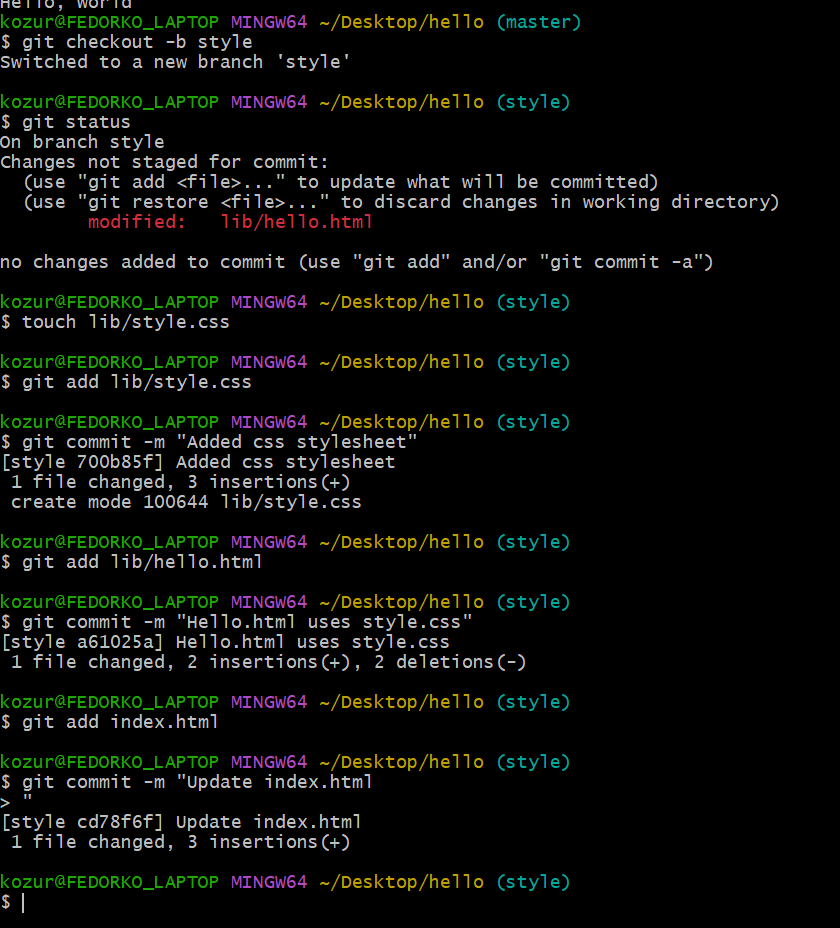 Hello, World
kozur@FEDORKO_LAPTOP MINGW64 ~/Desktop/hello (master)
$ git checkout -b style
Switched to a new branch 'style'
kozur@FEDORKO_LAPTOP MINGW64 ~/Desktop/hello (style)
$ git status
On branch style
Changes not staged for commit:
  (use "git add <file>..." to update what will be committed)
  (use "git restore <file>..." to discard changes in working directory)
        modified:   lib/hello.html
no changes added to commit (use "git add" and/or "git commit -a")
kozur@FEDORKO_LAPTOP MINGW64 ~/Desktop/hello (style)
$ touch lib/style.css
kozur@FEDORKO_LAPTOP MINGW64 ~/Desktop/hello (style)
$ git add lib/style.css
kozur@FEDORKO_LAPTOP MINGW64 ~/Desktop/hello (style)
$ git commit -m "Added css stylesheet"
[style 700b85f] Added css stylesheet
 1 file changed, 3 insertions(+)
 create mode 100644 lib/style.css
kozur@FEDORKO_LAPTOP MINGW64 ~/Desktop/hello (style)
$ git add lib/hello.html
kozur@FEDORKO_LAPTOP MINGW64 ~/Desktop/hello (style)
$ git commit -m "Hello.html uses style.css"
[style a61025a] Hello.html uses style.css
 1 file changed, 2 insertions(+), 2 deletions(-)
kozur@FEDORKO_LAPTOP MINGW64 ~/Desktop/hello (style)
$ git add index.html
kozur@FEDORKO_LAPTOP MINGW64 ~/Desktop/hello (style)
$ git commit -m "Update index.html
> "
[style cd78f6f] Update index.html
 1 file changed, 3 insertions(+)
kozur@FEDORKO_LAPTOP MINGW64 ~/Desktop/hello (style)
$